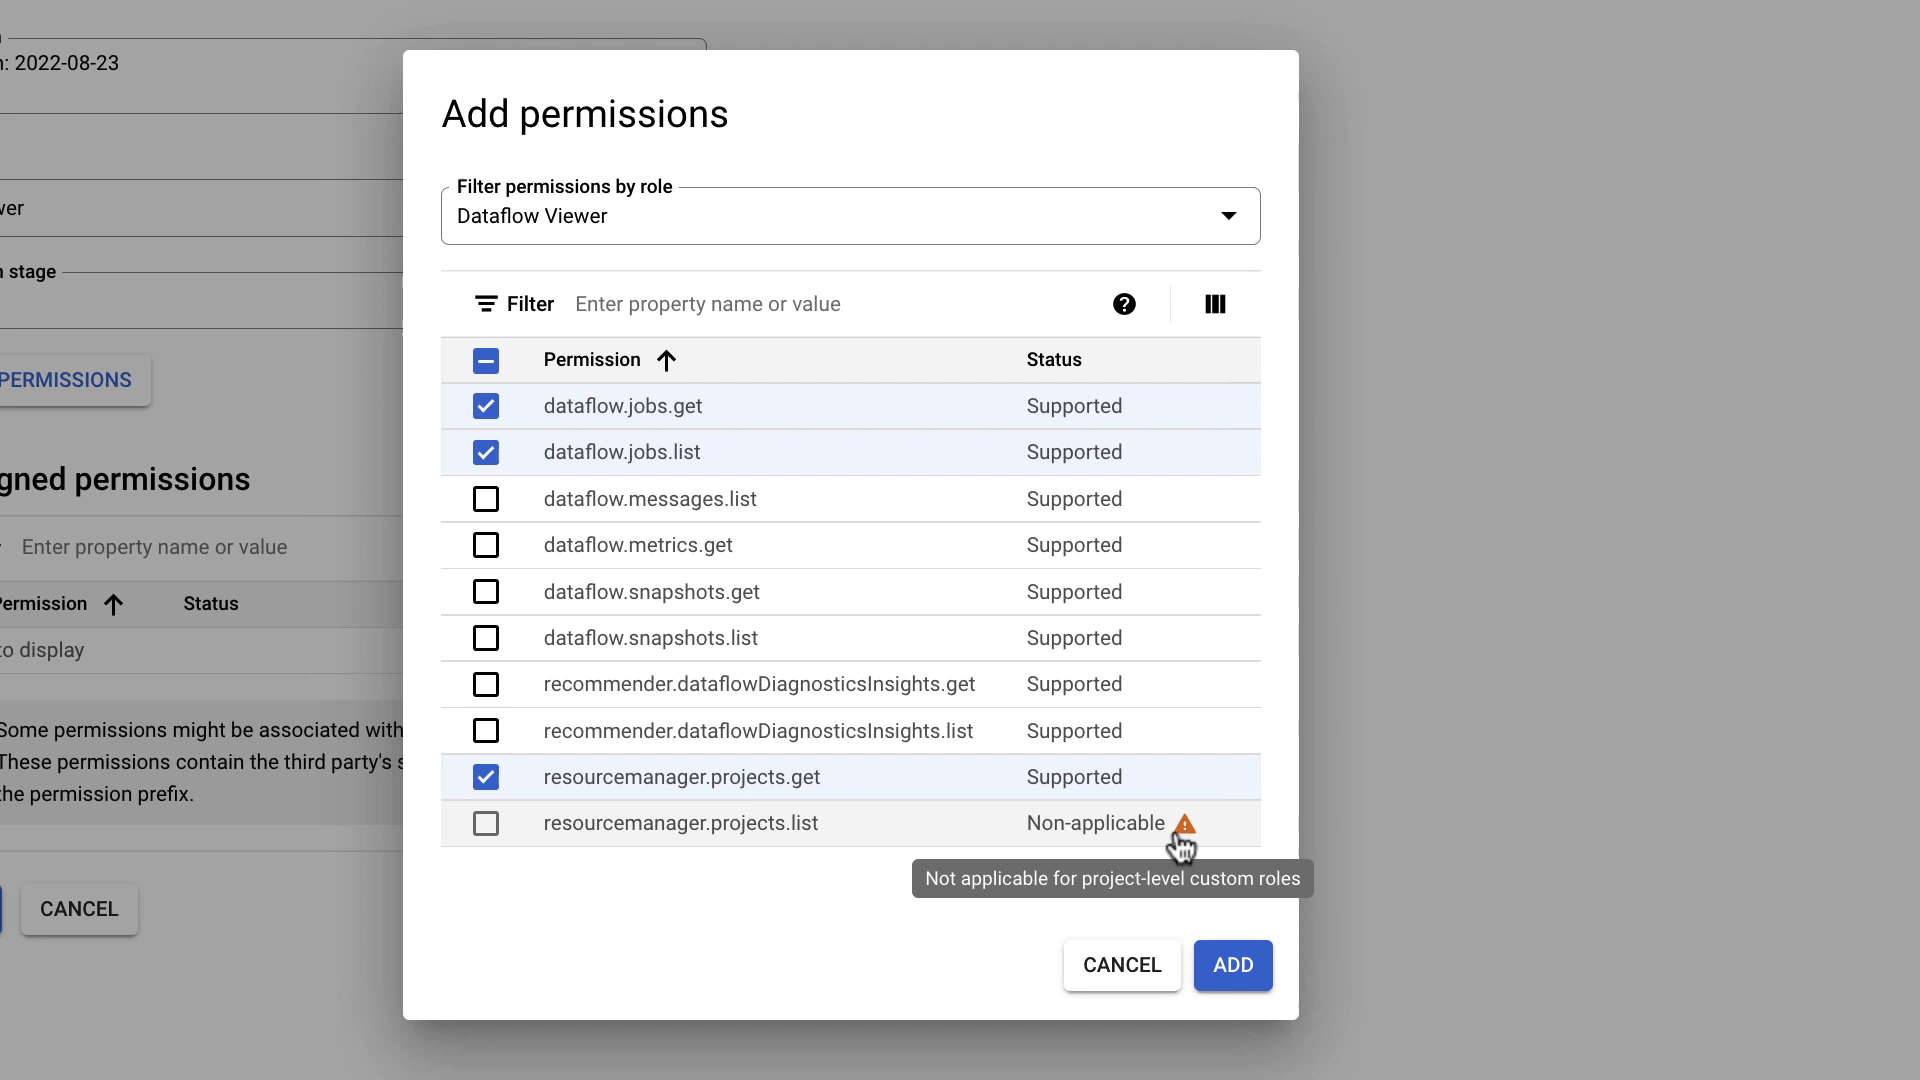 n: 2022-08-23
wer
n stage
PERMISSIONS
gned permissions
Enter property name or value
Permission
Status
to display
Some permissions might be associated with
These permissions contain the third party's s
the permission prefix.
CANCEL
Add permissions
Filter permissions by role
Dataflow Viewer
Filter Enter property name or value
Permission Status
dataflow.jobs.get Supported
dataflow.jobs.list Supported
dataflow.messages.list Supported
dataflow.metrics.get Supported
dataflow.snapshots.get Supported
dataflow.snapshots.list Supported
recommender.dataflowDiagnosticsInsights.get Supported
recommender.dataflowDiagnosticsInsights.list Supported
resourcemanager.projects.get Supported
resourcemanager.projects.list Non-applicable
Not applicable for project-level custom roles
CANCEL ADD